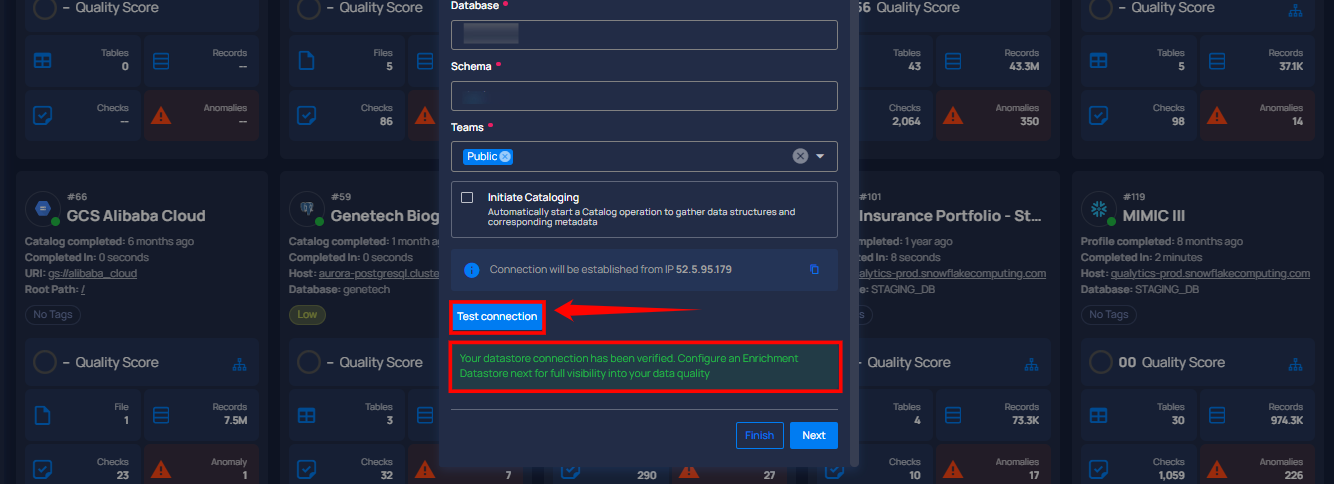 – Quality Score
Tables
0
Records
--
Checks
--
Anomalies
--
– Quality Score
Files
5
Checks
86
Database *
Schema *
Teams *
Public
Initiate Cataloging
Automatically start a Catalog operation to gather data structures and
corresponding metadata
Connection will be established from IP 52.5.95.179
Test connection
Your datastore connection has been verified. Configure an Enrichment
Datastore next for full visibility into your data quality
Finish
Next
Quality Score
Tables
43
Records
43.3M
Checks
2,064
Anomalies
350
– Quality Score
Tables
5
Records
37.1K
Checks
98
Anomalies
14
#66
GCS Alibaba Cloud
Catalog completed: 6 months ago
Completed In: 0 seconds
URI: gs://alibaba_cloud
Root Path: /
No Tags
– Quality Score
File
1
Records
7.5M
Checks
23
Anomaly
1
#59
Genetech Biog
Catalog completed: 1 month a
Completed In: 0 seconds
Host: aurora-postgresql.cluste
Database: genetech
Low
– Quality Score
Tables
3
Checks
32
7
290
27
#101
Insurance Portfolio - St...
mpleted: 1 year ago
In: 8 seconds
qualytics-prod.snowflakecomputing.com
e: STAGING_DB
s
– Quality Score
Tables
4
Records
73.3K
Checks
10
Anomalies
17
#119
MIMIC III
Profile completed: 8 months ago
Completed In: 2 minutes
Host: qualytics-prod.snowflakecomputing.com
Database: STAGING_DB
No Tags
00 Quality Score
Tables
30
Records
974.3K
Checks
1,059
Anomalies
226